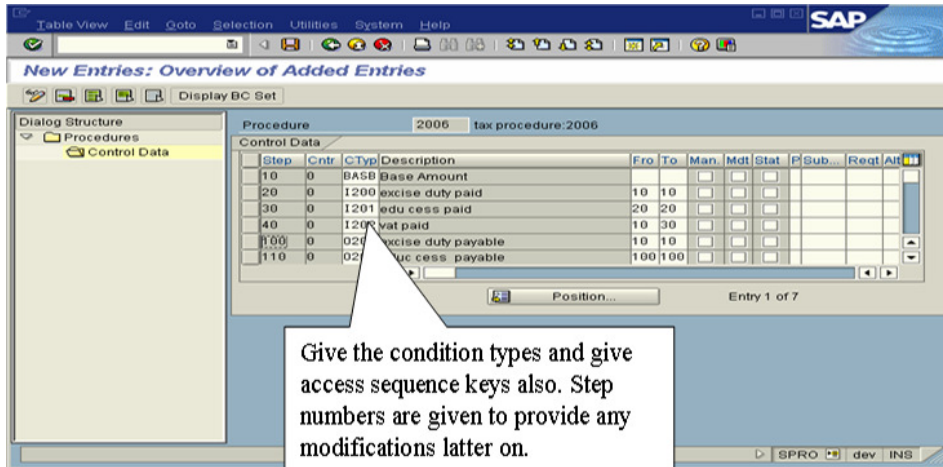 Table View Edit Goto Selection Utilities System Help
SAP
New Entries: Overview of Added Entries
Display BC Set
Dialog Structure
Procedures
Control Data
Procedure 2006 tax procedure:2006
Control Data
Step Cntr CTyp Description Fro To Man. Mdt Stat P Sub... Reqt Alt
10 0 BASB Base Amount
20 0 I200 excise duty paid 10 10
30 0 I201 edu cess paid 20 20
40 0 vat paid 10 30
100 0 excise duty payable 10 10
110 0 cess payable 100 100
Position... Entry 1 of 7
Give the condition types and give
access sequence keys also. Step
numbers are given to provide any
modifications latter on.
SPRO dev INS